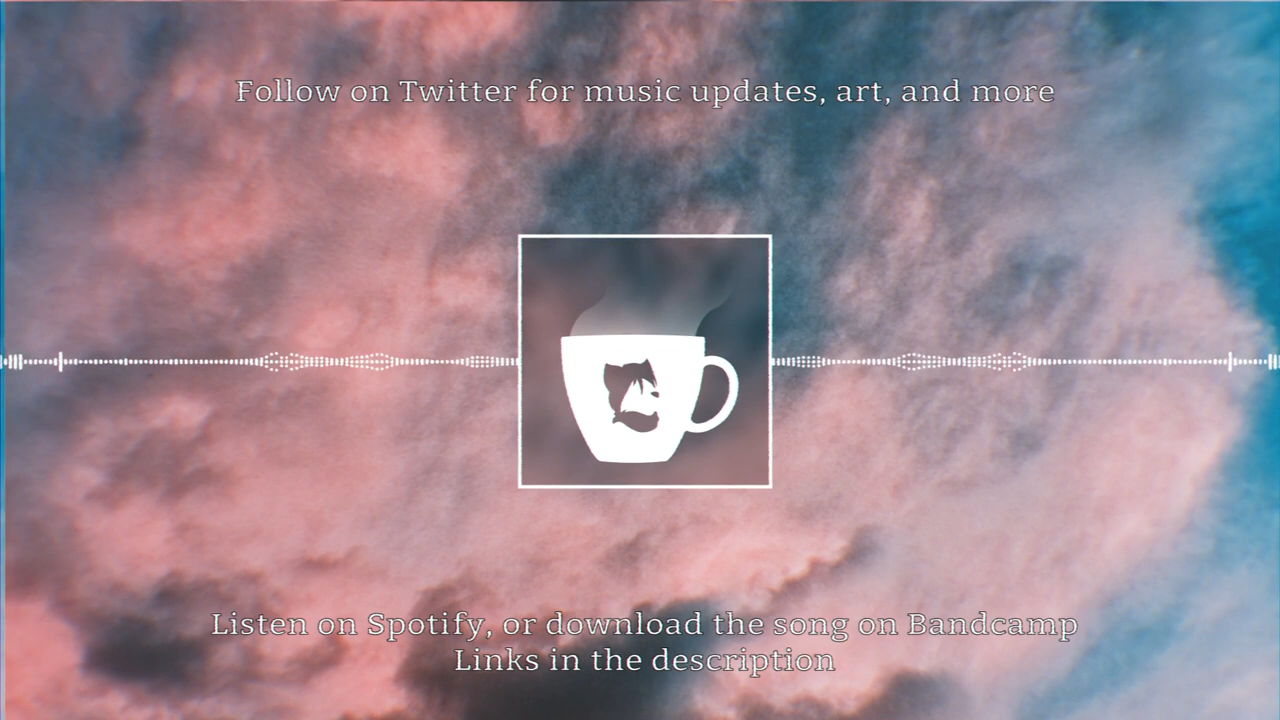 Follow on Twitter for music updates, art, and more
Listen on Spotify, or download the song on Bandcamp
Links in the description